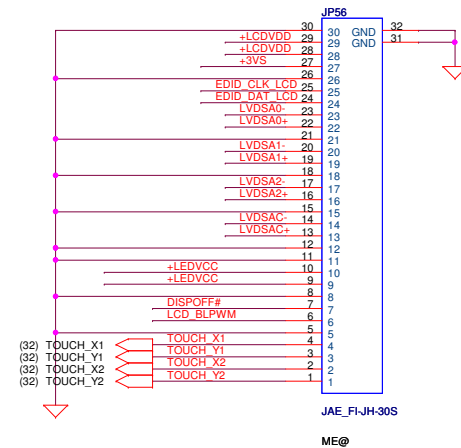 JP56
30 30 GND 32
+LCDVDD 29 29 GND 31
+LCDVDD 28 28
+3VS 27 27
26 26
EDID_CLK_LCD 25 25
EDID_DAT_LCD 24 24
LVDSA0- 23 23
LVDSA0+ 22 22
21 21
LVDSA1- 20 20
LVDSA1+ 19 19
18 18
LVDSA2- 17 17
LVDSA2+ 16 16
15 15
LVDSAC- 14 14
LVDSAC+ 13 13
12 12
11 11
+LEDVCC 10 10
+LEDVCC 9 9
8 8
DISPOFF# 7 7
LCD_BLPWM 6 6
5 5
(32) TOUCH_X1 TOUCH_X1 4 4
(32) TOUCH_Y1 TOUCH_Y1 3 3
(32) TOUCH_X2 TOUCH_X2 2 2
(32) TOUCH_Y2 TOUCH_Y2 1 1
JAE_FI-JH-30S
ME@